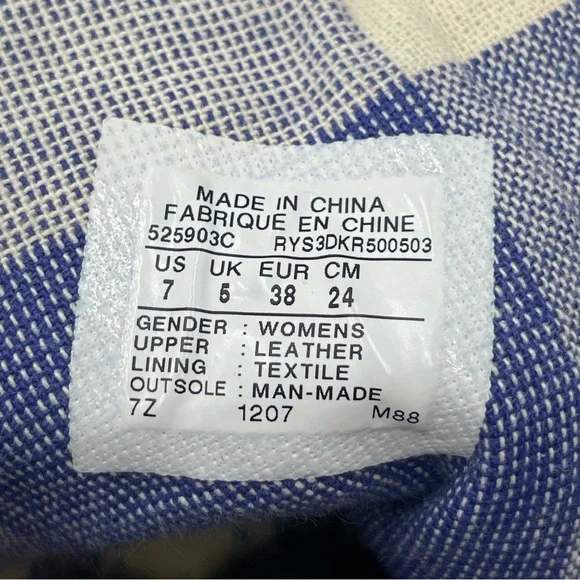 MADE IN CHINA
FABRIQUE EN CHINE
525903C RYS3DKR500503
US UK EUR CM
7 5 38 24
GENDER : WOMENS
UPPER : LEATHER
LINING : TEXTILE
OUTSOLE : MAN-MADE
7Z 1207 M88